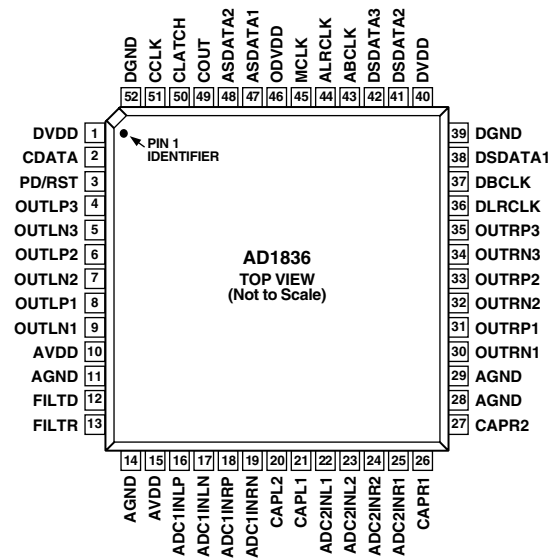 DGND
CCLK
CLATCH
COUT
ASDATA2
ASDATA1
ODVDD
MCLK
ALRCLK
ABCLK
DSDATA3
DSDATA2
DVDD
52 51 50 49 48 47 46 45 44 43 42 41 40
DVDD 1
CDATA 2
PD/RST 3
OUTLP3 4
OUTLN3 5
OUTLP2 6
OUTLN2 7
OUTLP1 8
OUTLN1 9
AVDD 10
AGND 11
FILTD 12
FILTR 13
PIN 1
IDENTIFIER
AD1836
TOP VIEW
(Not to Scale)
39 DGND
38 DSDATA1
37 DBCLK
36 DLRCLK
35 OUTRP3
34 OUTRN3
33 OUTRP2
32 OUTRN2
31 OUTRP1
30 OUTRN1
29 AGND
28 AGND
27 CAPR2
14 15 16 17 18 19 20 21 22 23 24 25 26
AGND
AVDD
ADC1INLP
ADC1INLN
ADC1INRP
ADC1INRN
CAPL2
CAPL1
ADC2INL1
ADC2INL2
ADC2INR2
ADC2INR1
CAPR1